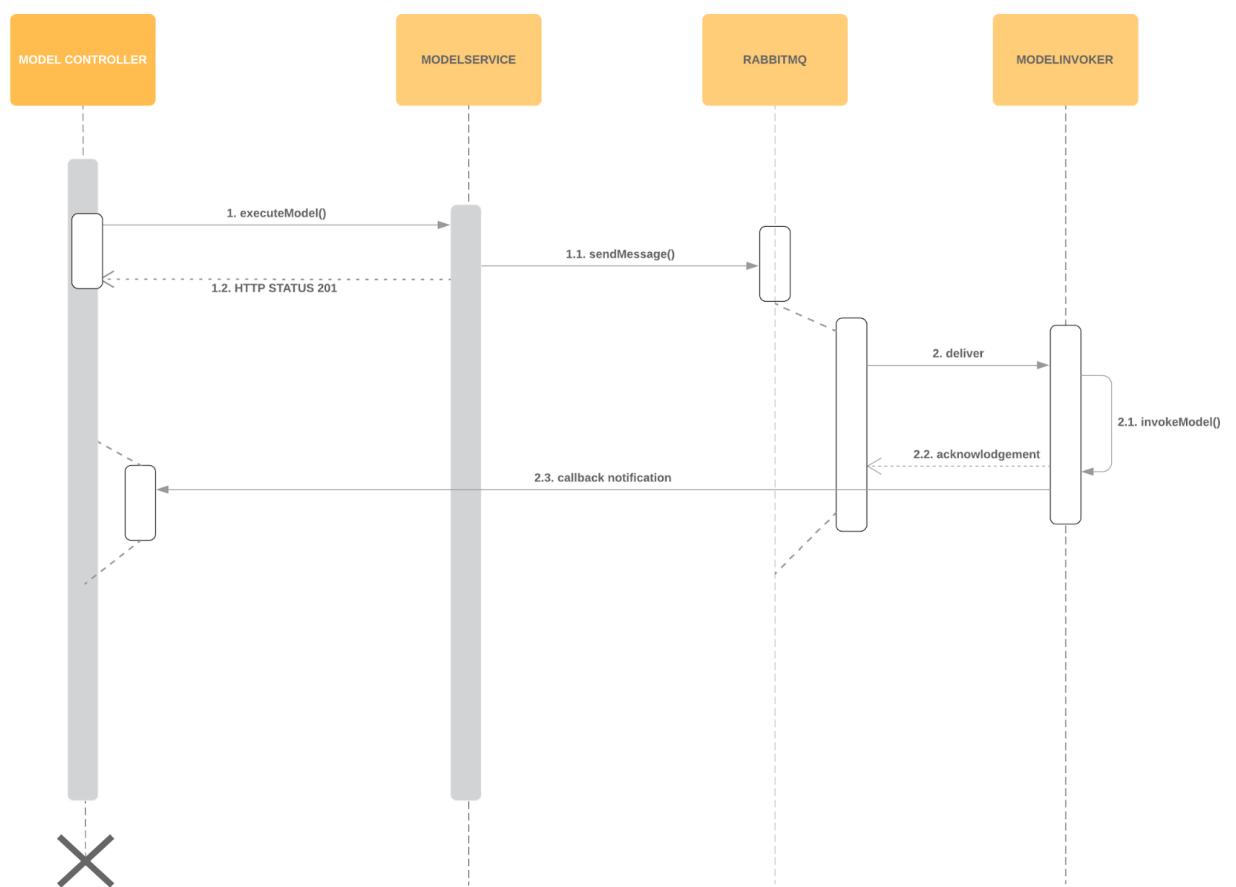 MODEL CONTROLLER
MODELSERVICE
RABBITMQ
MODELINVOKER
1. executeModel()
1.1. sendMessage()
1.2. HTTP STATUS 201
2. deliver
2.1. invokeModel()
2.2. acknowlodgement
2.3. callback notification